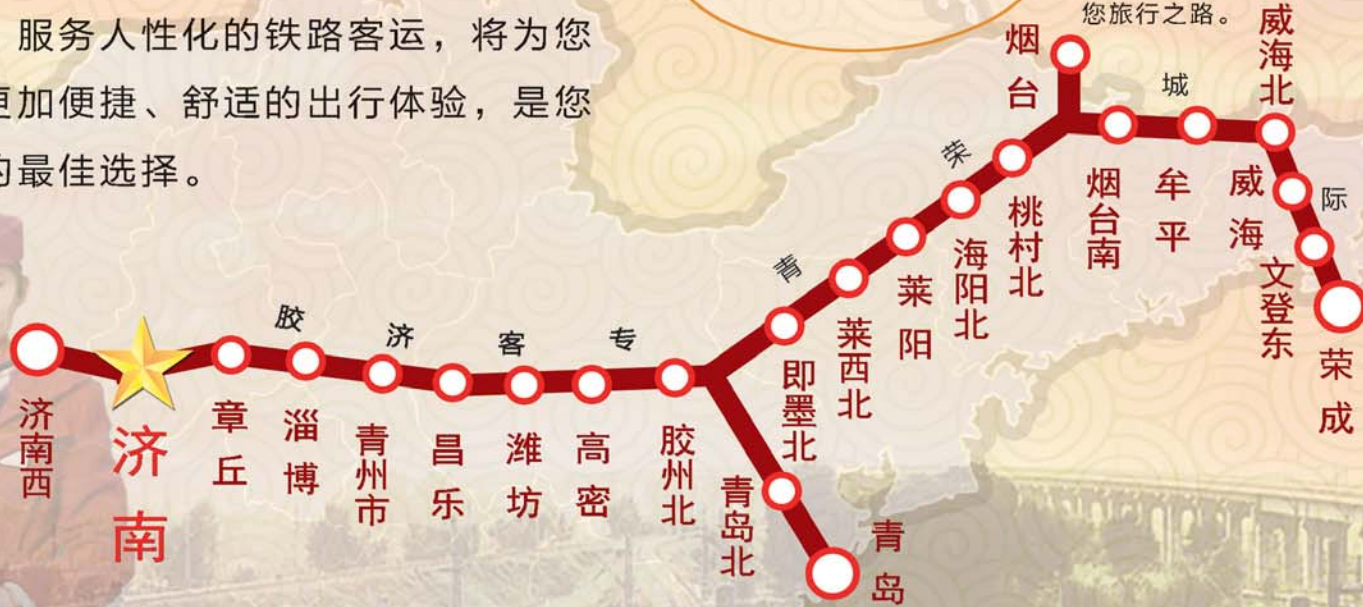 服务人性化的铁路客运，将为您
更加便捷、舒适的出行体验，是您
的最佳选择。
您旅行之路。
胶济客专
青荣城际
济南西
济南
章丘
淄博
青州市
昌乐
潍坊
高密
胶州北
青岛北
青岛
即墨北
莱西北
莱阳
海阳北
桃村北
烟台
烟台南
牟平
威海北
威海
文登东
荣成